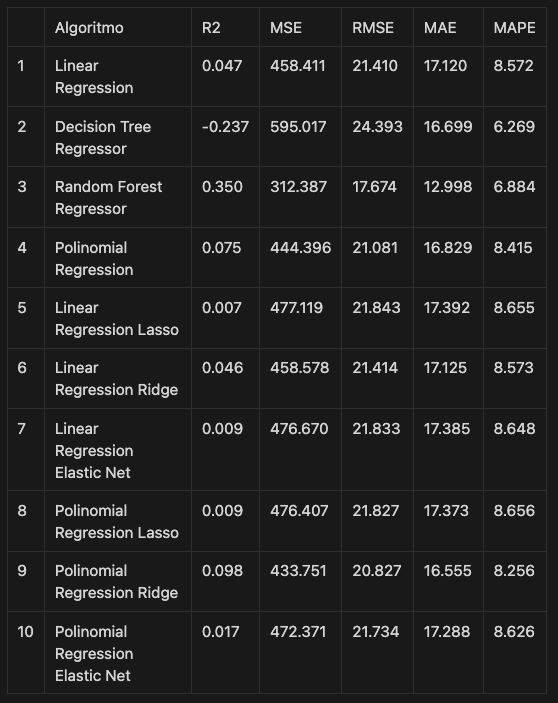 Algoritmo R2 MSE RMSE MAE MAPE
1 Linear 0.047 458.411 21.410 17.120 8.572
Regression
2 Decision Tree -0.237 595.017 24.393 16.699 6.269
Regressor
3 Random Forest 0.350 312.387 17.674 12.998 6.884
Regressor
4 Polinomial 0.075 444.396 21.081 16.829 8.415
Regression
5 Linear 0.007 477.119 21.843 17.392 8.655
Regression Lasso
6 Linear 0.046 458.578 21.414 17.125 8.573
Regression Ridge
7 Linear 0.009 476.670 21.833 17.385 8.648
Regression
Elastic Net
8 Polinomial 0.009 476.407 21.827 17.373 8.656
Regression Lasso
9 Polinomial 0.098 433.751 20.827 16.555 8.256
Regression Ridge
10 Polinomial 0.017 472.371 21.734 17.288 8.626
Regression
Elastic Net